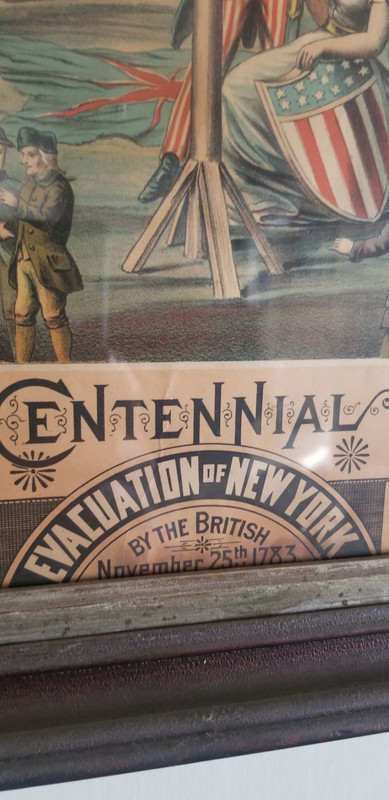 CENTENNIAL
EVACUATION OF NEW YORK
BY THE BRITISH
November 25th 1783